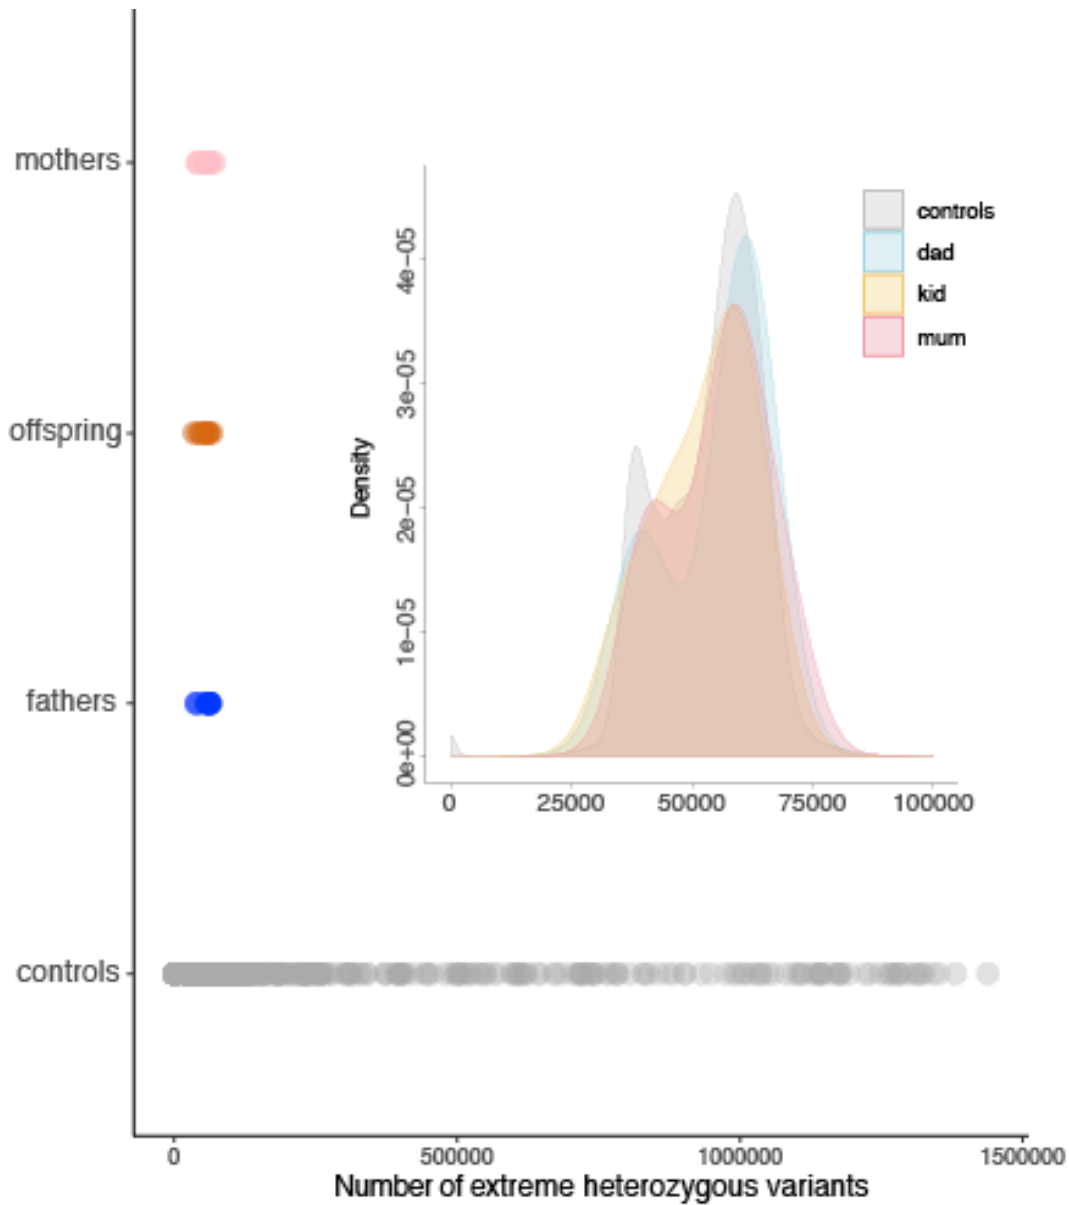 mothers
offspring
fathers
controls
0
500000
1000000
1500000
Number of extreme heterozygous variants
Density
0e+00
1e−05
2e−05
3e−05
4e−05
0
25000
50000
75000
100000
controls
dad
kid
mum